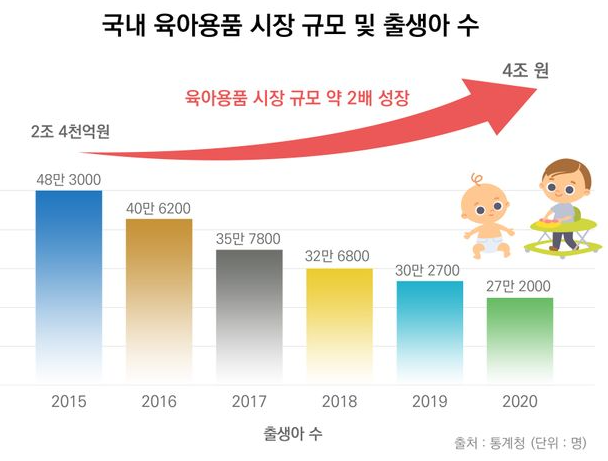 국내 육아용품 시장 규모 및 출생아 수
4조 원
육아용품 시장 규모 약 2배 성장
2조 4천억원
48만 3000
40만 6200
35만 7800
32만 6800
30만 2700
27만 2000
2015 2016 2017 2018 2019 2020
출생아 수
출처 : 통계청 (단위 : 명)